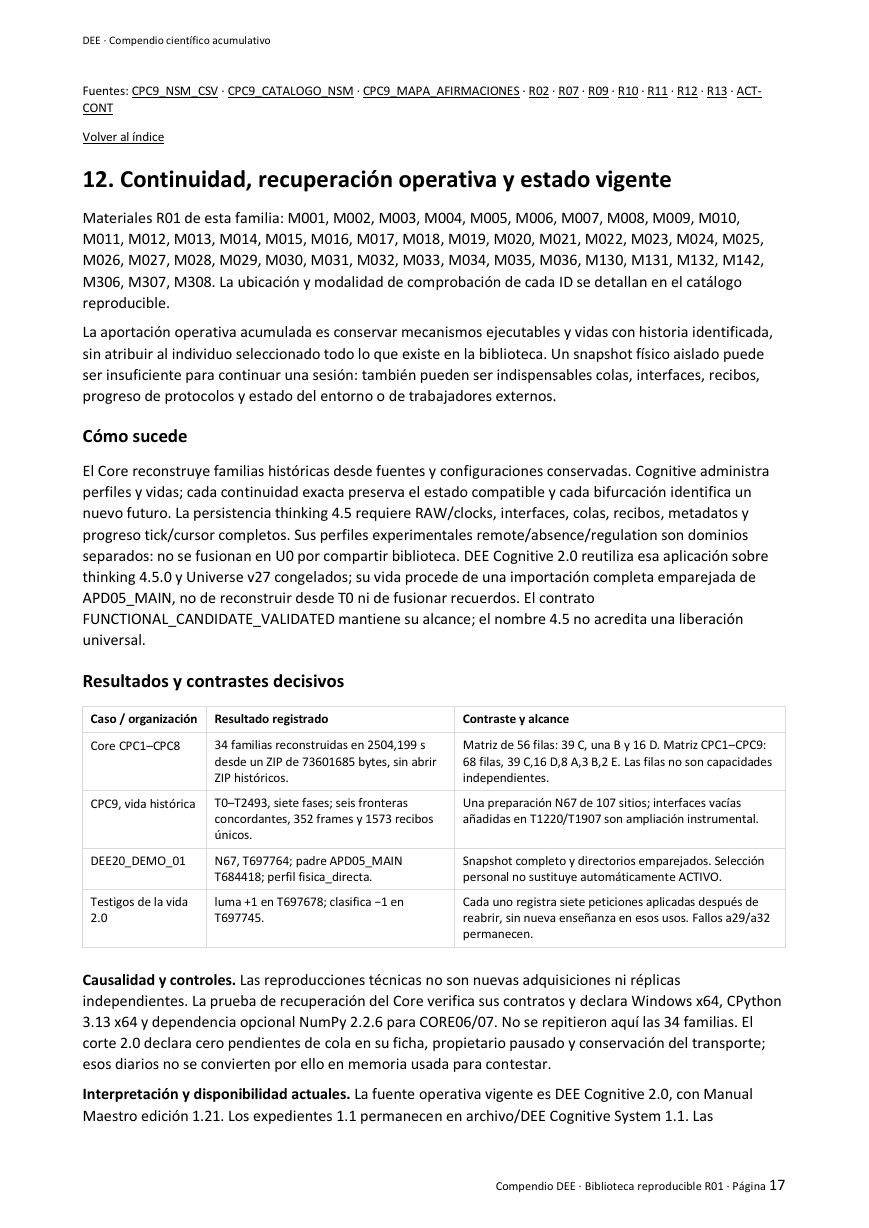 DEE · Compendio científico acumulativo
Fuentes: CPC9_NSM_CSV · CPC9_CATALOGO_NSM · CPC9_MAPA_AFIRMACIONES · R02 · R07 · R09 · R10 · R11 · R12 · R13 · ACT-
CONT
Volver al índice
12. Continuidad, recuperación operativa y estado vigente
Materiales R01 de esta familia: M001, M002, M003, M004, M005, M006, M007, M008, M009, M010,
M011, M012, M013, M014, M015, M016, M017, M018, M019, M020, M021, M022, M023, M024, M025,
M026, M027, M028, M029, M030, M031, M032, M033, M034, M035, M036, M130, M131, M132, M142,
M306, M307, M308. La ubicación y modalidad de comprobación de cada ID se detallan en el catálogo
reproducible.
La aportación operativa acumulada es conservar mecanismos ejecutables y vidas con historia identificada,
sin atribuir al individuo seleccionado todo lo que existe en la biblioteca. Un snapshot físico aislado puede
ser insuficiente para continuar una sesión: también pueden ser indispensables colas, interfaces, recibos,
progreso de protocolos y estado del entorno o de trabajadores externos.
Cómo sucede
El Core reconstruye familias históricas desde fuentes y configuraciones conservadas. Cognitive administra
perfiles y vidas; cada continuidad exacta preserva el estado compatible y cada bifurcación identifica un
nuevo futuro. La persistencia thinking 4.5 requiere RAW/clocks, interfaces, colas, recibos, metadatos y
progreso tick/cursor completos. Sus perfiles experimentales remote/absence/regulation son dominios
separados: no se fusionan en U0 por compartir biblioteca. DEE Cognitive 2.0 reutiliza esa aplicación sobre
thinking 4.5.0 y Universe v27 congelados; su vida procede de una importación completa emparejada de
APD05_MAIN, no de reconstruir desde T0 ni de fusionar recuerdos. El contrato
FUNCTIONAL_CANDIDATE_VALIDATED mantiene su alcance; el nombre 4.5 no acredita una liberación
universal.
Resultados y contrastes decisivos
Caso / organización Resultado registrado Contraste y alcance
Core CPC1–CPC8 34 familias reconstruidas en 2504,199 s Matriz de 56 filas: 39 C, una B y 16 D. Matriz CPC1–CPC9:
desde un ZIP de 73601685 bytes, sin abrir 68 filas, 39 C,16 D,8 A,3 B,2 E. Las filas no son capacidades
ZIP históricos. independientes.
CPC9, vida histórica T0–T2493, siete fases; seis fronteras Una preparación N67 de 107 sitios; interfaces vacías
concordantes, 352 frames y 1573 recibos añadidas en T1220/T1907 son ampliación instrumental.
únicos.
DEE20_DEMO_01 N67, T697764; padre APD05_MAIN Snapshot completo y directorios emparejados. Selección
T684418; perfil fisica_directa. personal no sustituye automáticamente ACTIVO.
Testigos de la vida luma +1 en T697678; clasifica −1 en Cada uno registra siete peticiones aplicadas después de
2.0 T697745. reabrir, sin nueva enseñanza en esos usos. Fallos a29/a32
permanecen.
Causalidad y controles. Las reproducciones técnicas no son nuevas adquisiciones ni réplicas
independientes. La prueba de recuperación del Core verifica sus contratos y declara Windows x64, CPython
3.13 x64 y dependencia opcional NumPy 2.2.6 para CORE06/07. No se repitieron aquí las 34 familias. El
corte 2.0 declara cero pendientes de cola en su ficha, propietario pausado y conservación del transporte;
esos diarios no se convierten por ello en memoria usada para contestar.
Interpretación y disponibilidad actuales. La fuente operativa vigente es DEE Cognitive 2.0, con Manual
Maestro edición 1.21. Los expedientes 1.1 permanecen en archivo/DEE Cognitive System 1.1. Las
Compendio DEE · Biblioteca reproducible R01 · Página 17